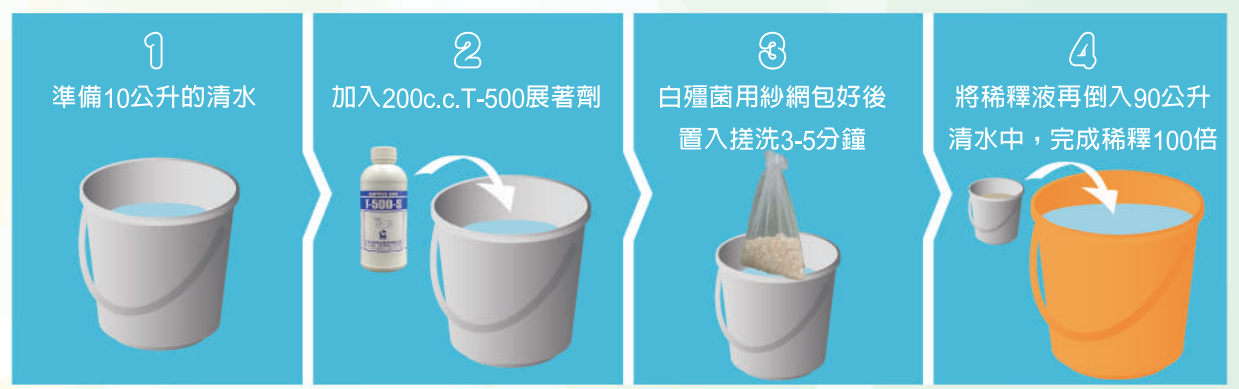 1
準備10公升的清水
2
加入200c.c.T-500展著劑
T-500-S
3
白殭菌用紗網包好後
置入搓洗3-5分鐘
4
將稀釋液再倒入90公升
清水中，完成稀釋100倍